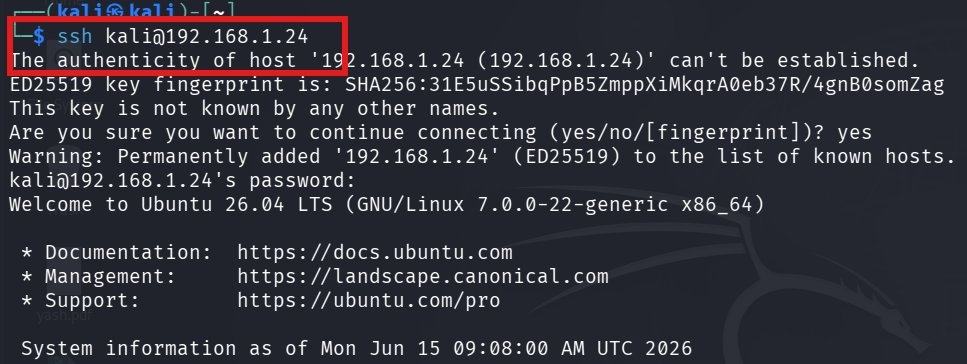 ┌──(kali㉿kali)-[~]
└─$ ssh kali@192.168.1.24
The authenticity of host '192.168.1.24 (192.168.1.24)' can't be established.
ED25519 key fingerprint is: SHA256:31E5uSSibqPpB5ZmppXiMkqrA0eb37R/4gnB0somZag
This key is not known by any other names.
Are you sure you want to continue connecting (yes/no/[fingerprint])? yes
Warning: Permanently added '192.168.1.24' (ED25519) to the list of known hosts.
kali@192.168.1.24's password:
Welcome to Ubuntu 26.04 LTS (GNU/Linux 7.0.0-22-generic x86_64)
 * Documentation:  https://docs.ubuntu.com
 * Management:     https://landscape.canonical.com
 * Support:        https://ubuntu.com/pro
yash.pdf
 System information as of Mon Jun 15 09:08:00 AM UTC 2026